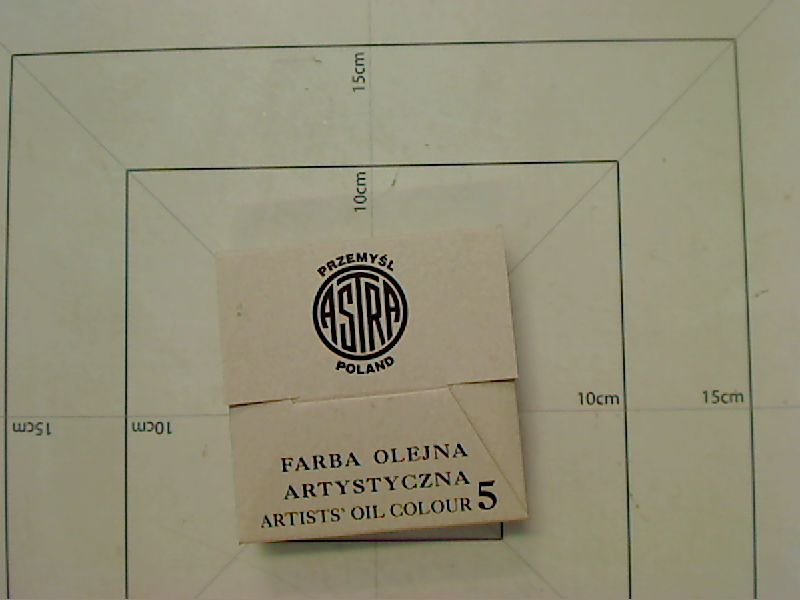 15cm
10cm
PRZEMYŚL
ASTRA
POLAND
10cm
15cm
15cm
10cm
FARBA OLEJNA
ARTYSTYCZNA
ARTISTS' OIL COLOUR 5